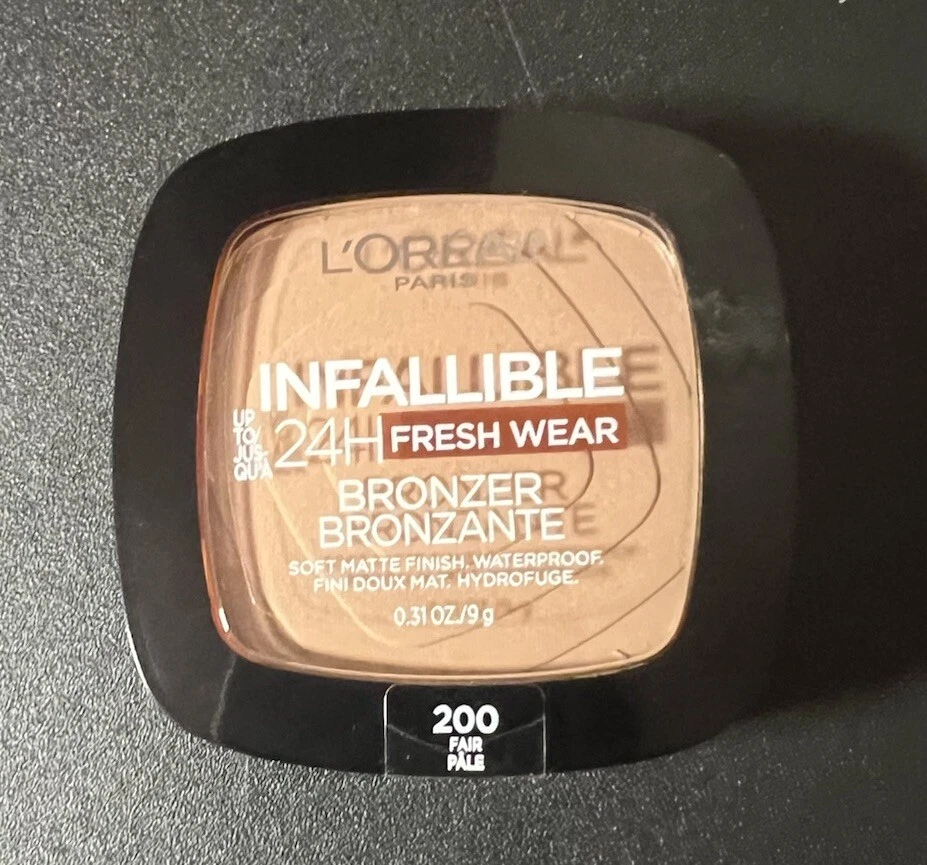 L'ORÉAL
PARIS
INFALLIBLE
UP
TO/
JUS-
QU'À
24H FRESH WEAR
BRONZER
BRONZANTE
SOFT MATTE FINISH. WATERPROOF.
FINI DOUX MAT. HYDROFUGE.
0.31 OZ./9 g
200
FAIR
PÂLE